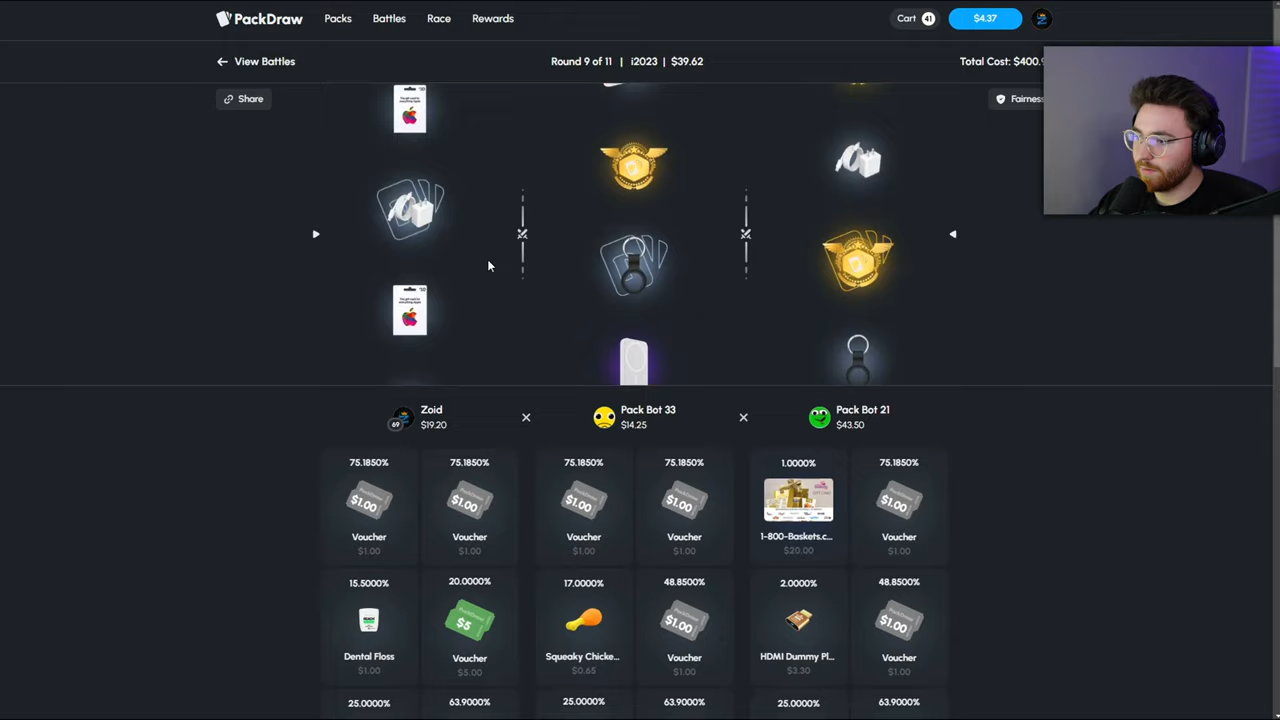 PackDraw
Packs
Battles
Race
Rewards
Cart 41
$4.37
View Battles
Round 9 of 11 | i2023 | $39.62
Total Cost: $400.9
Share
Fairness
Zoid
$19.20
69
Pack Bot 33
$14.25
Pack Bot 21
$43.50
75.1850%
75.1850%
75.1850%
75.1850%
1.0000%
75.1850%
$1.00
$1.00
$1.00
$1.00
$1.00
Voucher
Voucher
Voucher
Voucher
1-800-Baskets.c...
Voucher
$1.00
$1.00
$1.00
$1.00
$20.00
$1.00
15.5000%
20.0000%
17.0000%
48.8500%
2.0000%
48.8500%
$5
$1.00
$1.00
Dental Floss
Voucher
Squeaky Chicke...
Voucher
HDMI Dummy Pl...
Voucher
$1.00
$5.00
$0.65
$1.00
$3.30
$1.00
25.0000%
63.9000%
25.0000%
63.9000%
25.0000%
63.9000%